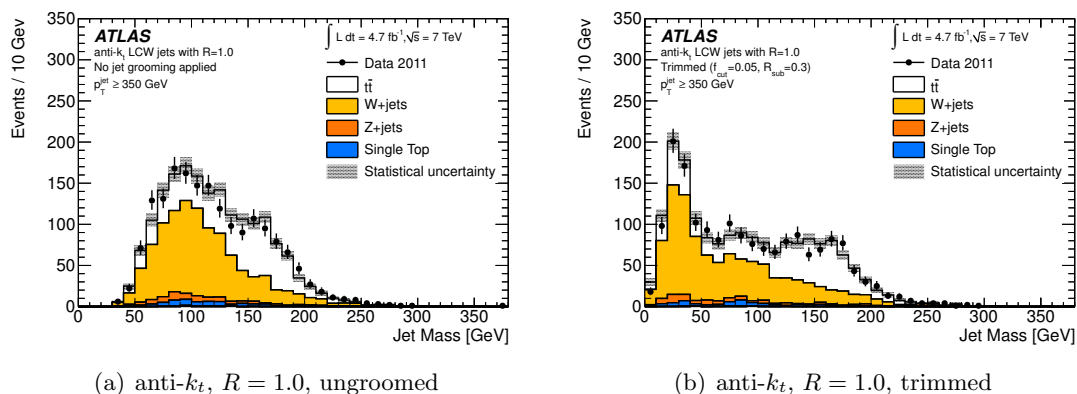 Events / 10 Gev
350
300
250
200
150
100
50
0
0 50 100 150 200 250 300 350
Jet Mass [GeV]
ATLAS
anti-k_t LCW jets with R=1.0
No jet grooming applied
p_T^jet ≥ 350 GeV
∫ L dt = 4.7 fb⁻¹,√s = 7 TeV
Data 2011
tt̄
W+jets
Z+jets
Single Top
Statistical uncertainty
(a) anti-k_t, R = 1.0, ungroomed
Events / 10 Gev
350
300
250
200
150
100
50
0
0 50 100 150 200 250 300 350
Jet Mass [GeV]
ATLAS
anti-k_t LCW jets with R=1.0
Trimmed (f_cut=0.05, R_sub=0.3)
p_T^jet ≥ 350 GeV
∫ L dt = 4.7 fb⁻¹,√s = 7 TeV
Data 2011
tt̄
W+jets
Z+jets
Single Top
Statistical uncertainty
(b) anti-k_t, R = 1.0, trimmed